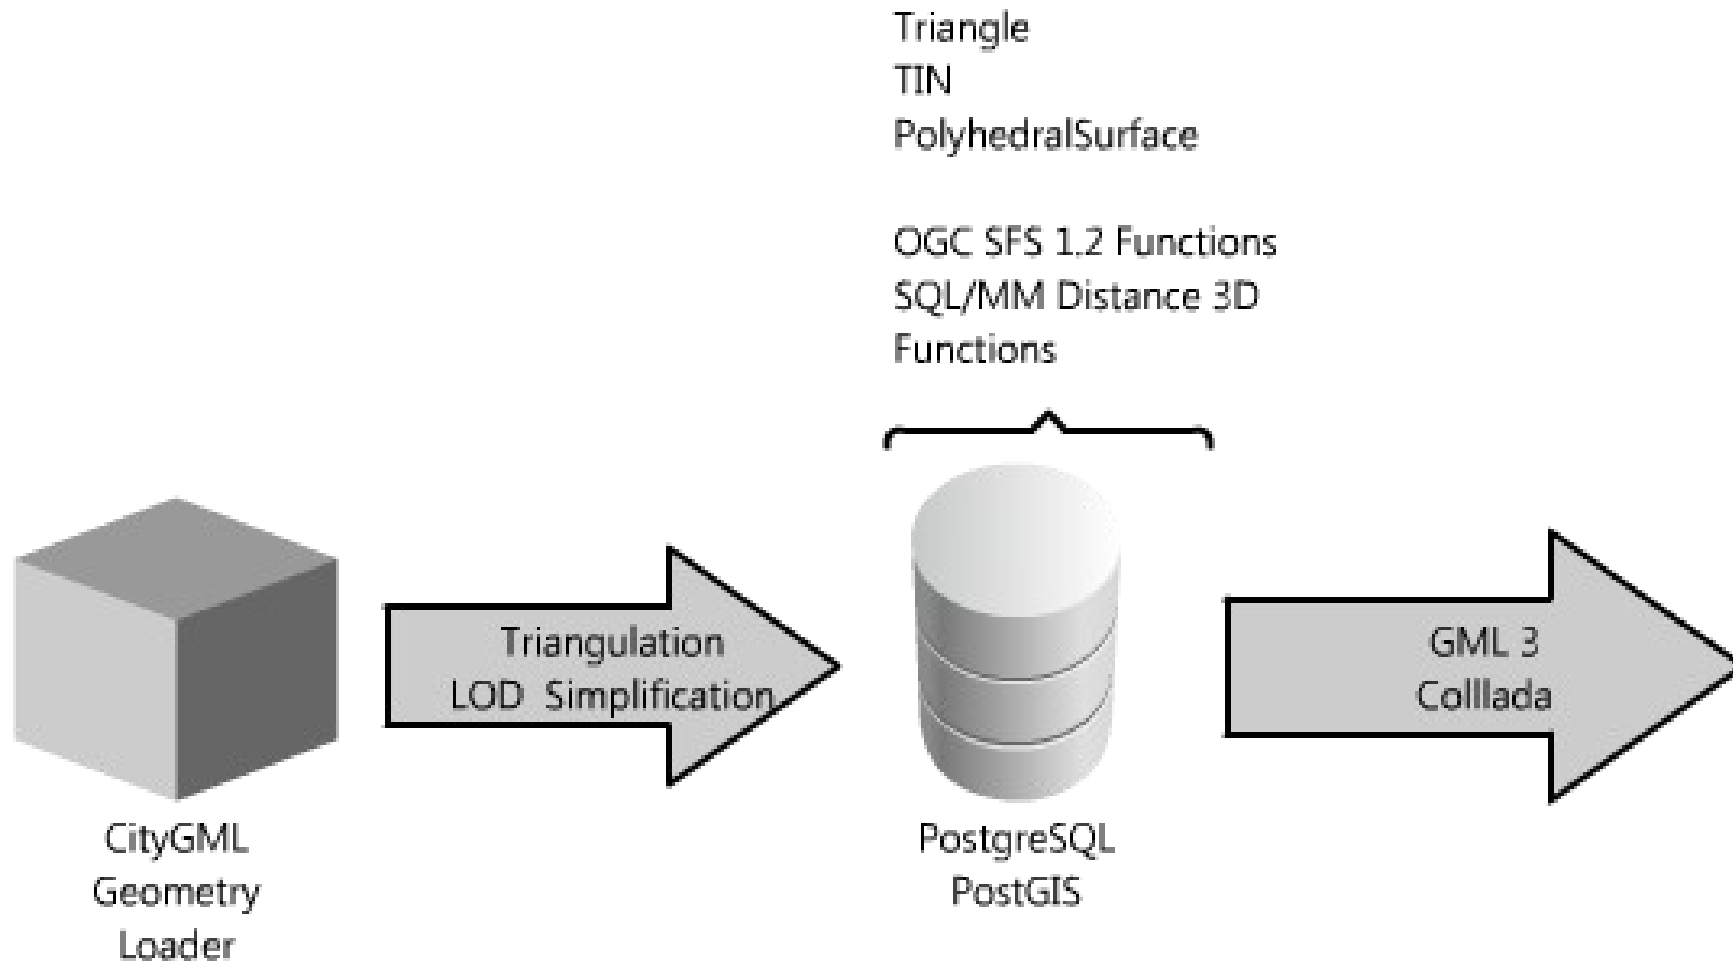 Triangle
TIN
PolyhedralSurface
OGC SFS 1.2 Functions
SQL/MM Distance 3D
Functions
Triangulation
LOD Simplification
GML 3
Colllada
CityGML
Geometry
Loader
PostgreSQL
PostGIS